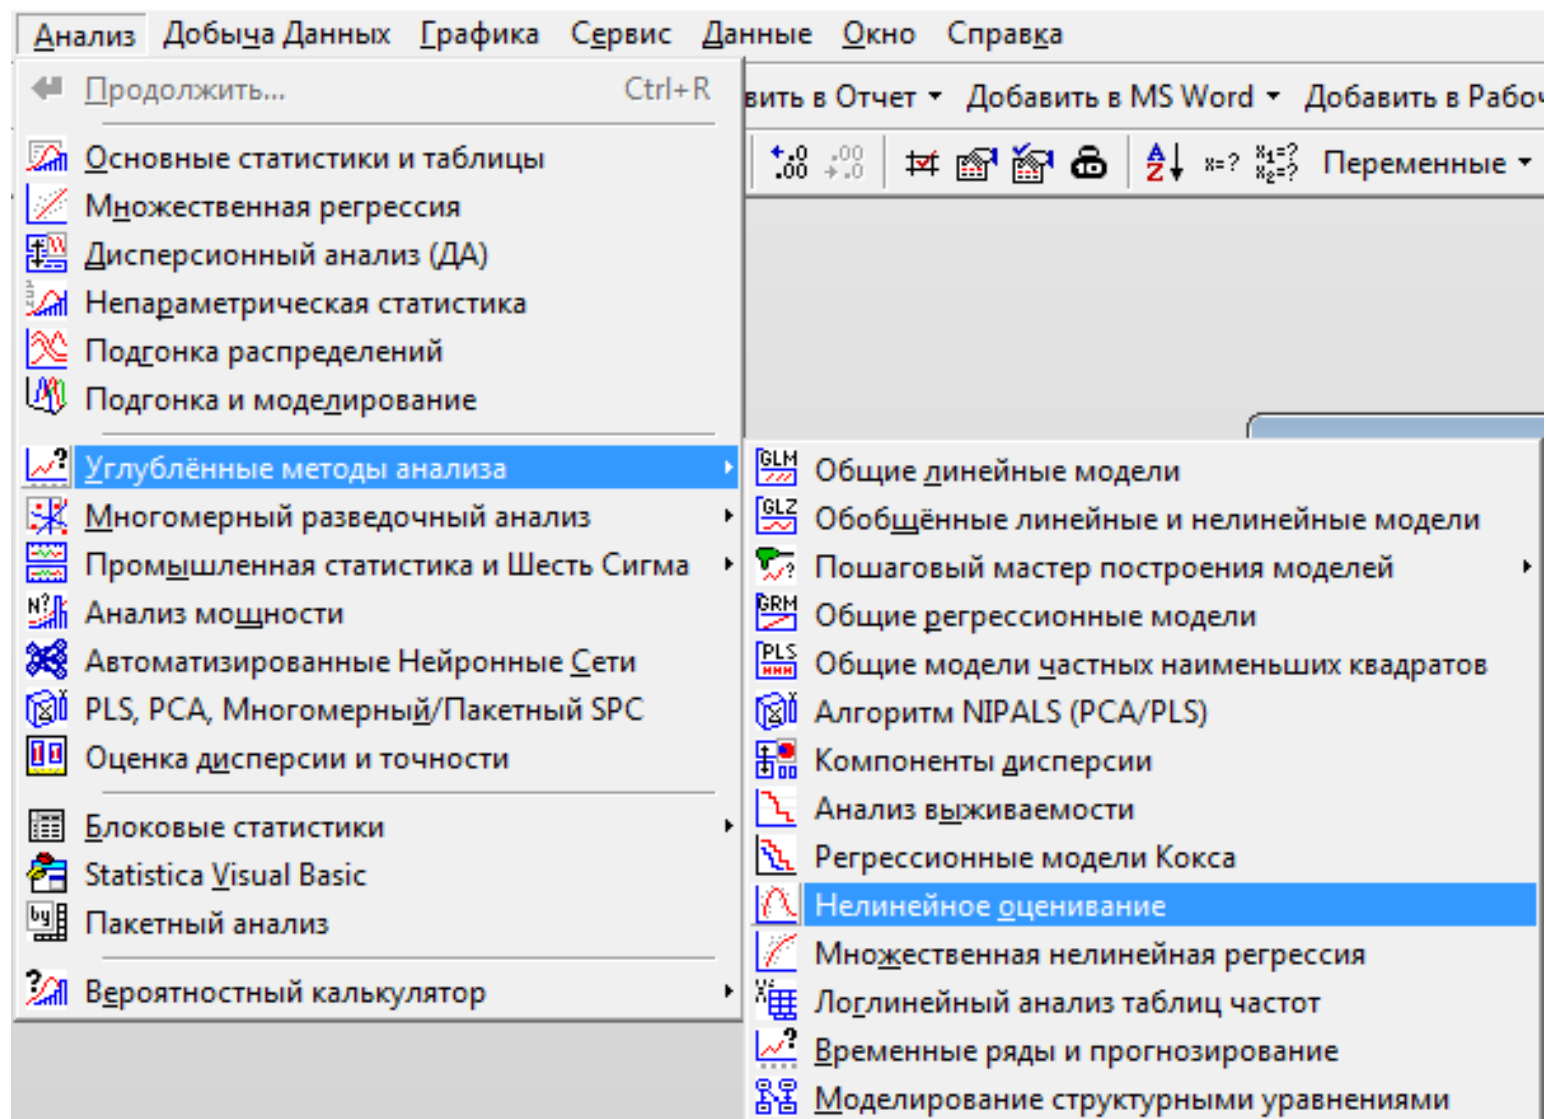 Анализ Добыча Данных Графика Сервис Данные Окно Справка
Продолжить... Ctrl+R
вить в Отчет Добавить в MS Word Добавить в Рабоч
Основные статистики и таблицы
Переменные
Множественная регрессия
Дисперсионный анализ (ДА)
Непараметрическая статистика
Подгонка распределений
Подгонка и моделирование
Углублённые методы анализа
Многомерный разведочный анализ
Промышленная статистика и Шесть Сигма
Анализ мощности
Автоматизированные Нейронные Сети
PLS, PCA, Многомерный/Пакетный SPC
Оценка дисперсии и точности
Блоковые статистики
Statistica Visual Basic
Пакетный анализ
Вероятностный калькулятор
GLM Общие линейные модели
GLZ Обобщённые линейные и нелинейные модели
Пошаговый мастер построения моделей
GRM Общие регрессионные модели
PLS Общие модели частных наименьших квадратов
Алгоритм NIPALS (PCA/PLS)
Компоненты дисперсии
Анализ выживаемости
Регрессионные модели Кокса
Нелинейное оценивание
Множественная нелинейная регрессия
Логлинейный анализ таблиц частот
Временные ряды и прогнозирование
Моделирование структурными уравнениями